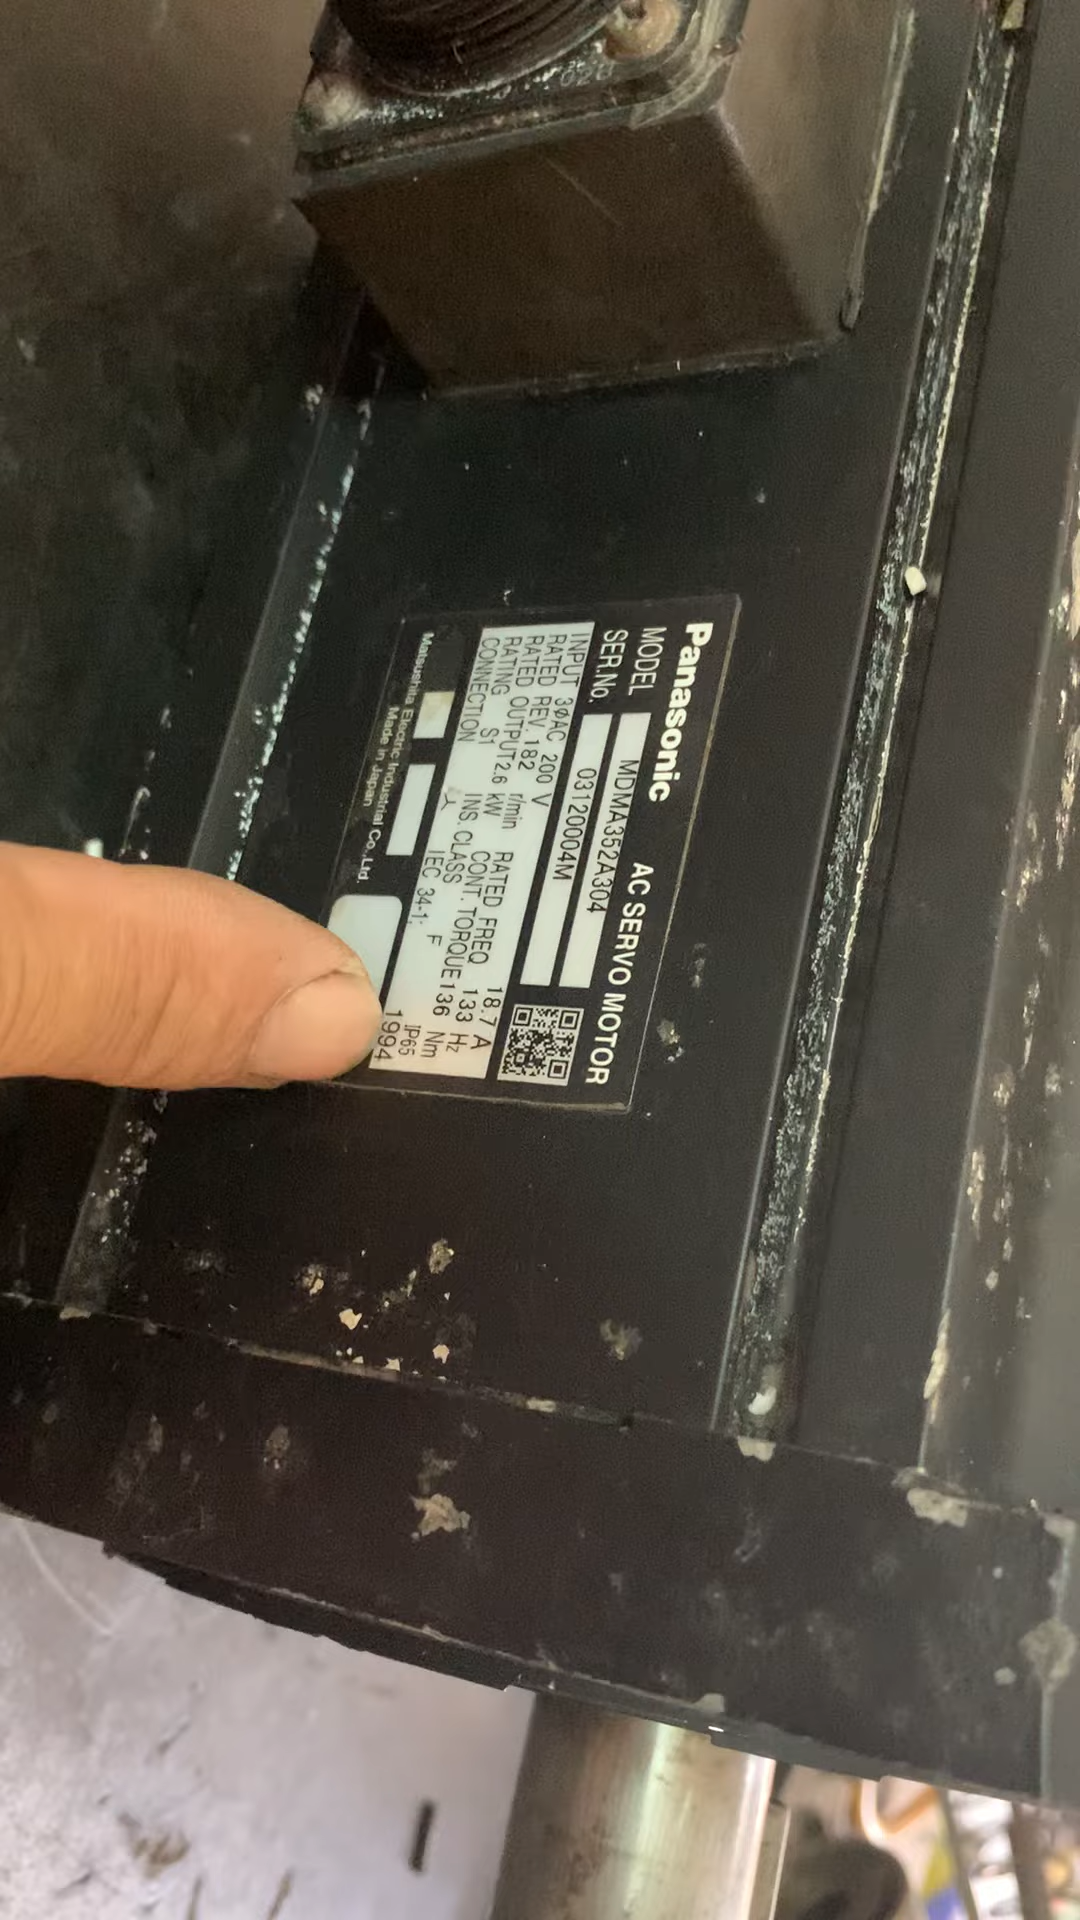 Panasonic AC SERVO MOTOR
MODEL MDMA352A304
SER.No. 03120004M
INPUT 3ØAC 200 V 18.7 A
RATED REV. 182 r/min RATED FREQ 133 Hz
RATED OUTPUT 2.6 kW CONT. TORQUE 136 Nm
RATING S1 INS. CLASS F IP65
CONNECTION IEC 34-1: 1994
Matsushita Electric Industrial Co.,Ltd.
Made in Japan